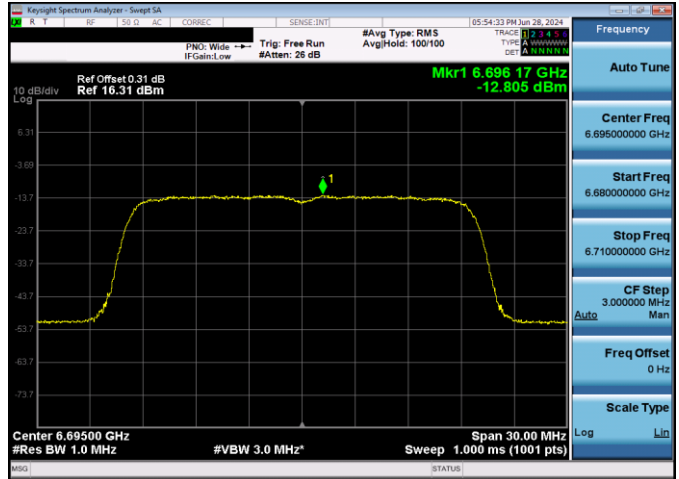 Keysight Spectrum Analyzer - Swept SA
R T RF 50 Ω AC CORREC SENSE:INT 05:54:33 PM Jun 28, 2024
PNO: Wide
IFGain:Low
Trig: Free Run
#Atten: 26 dB
#Avg Type: RMS
Avg|Hold: 100/100
TRACE 1 2 3 4 5 6
TYPE A WWWWW
DET A N N N N N
Frequency
Auto Tune
Center Freq
6.695000000 GHz
Start Freq
6.680000000 GHz
Stop Freq
6.710000000 GHz
CF Step
3.000000 MHz
Auto Man
Freq Offset
0 Hz
Scale Type
Log Lin
Mkr1 6.696 17 GHz
-12.805 dBm
Ref Offset 0.31 dB
10 dB/div Ref 16.31 dBm
Log
6.31
-3.69
1
-13.7
-23.7
-33.7
-43.7
-53.7
-63.7
-73.7
Center 6.69500 GHz Span 30.00 MHz
#Res BW 1.0 MHz #VBW 3.0 MHz* Sweep 1.000 ms (1001 pts)
MSG STATUS